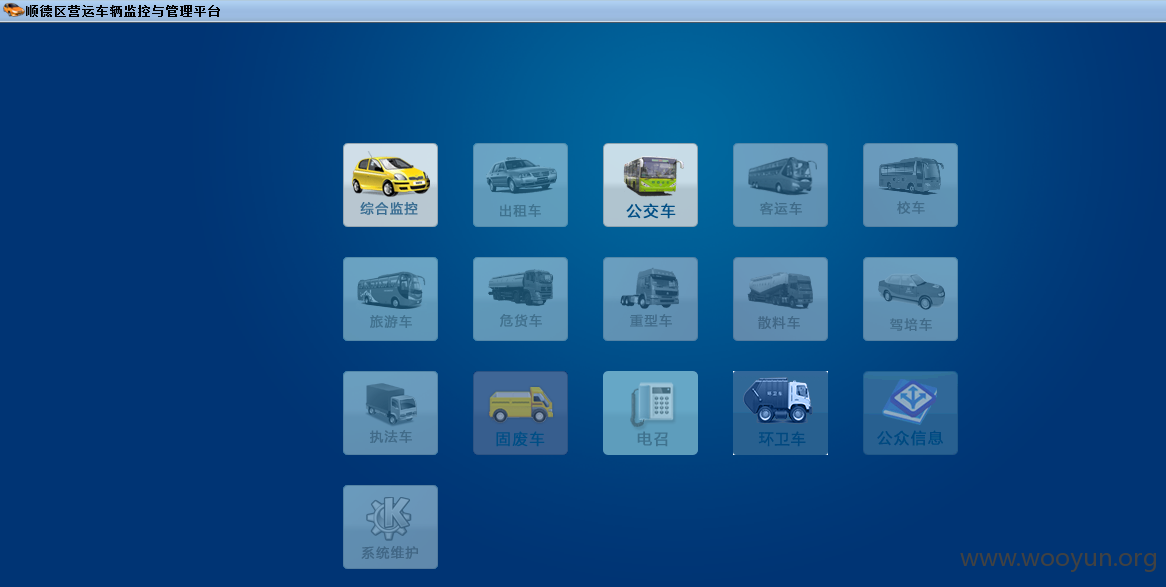 顺德区营运车辆监控与管理平台
综合监控
出租车
公交车
客运车
校车
旅游车
危货车
重型车
散料车
驾培车
执法车
固废车
电召
环卫车
公众信息
系统维护
www.wooyun.org